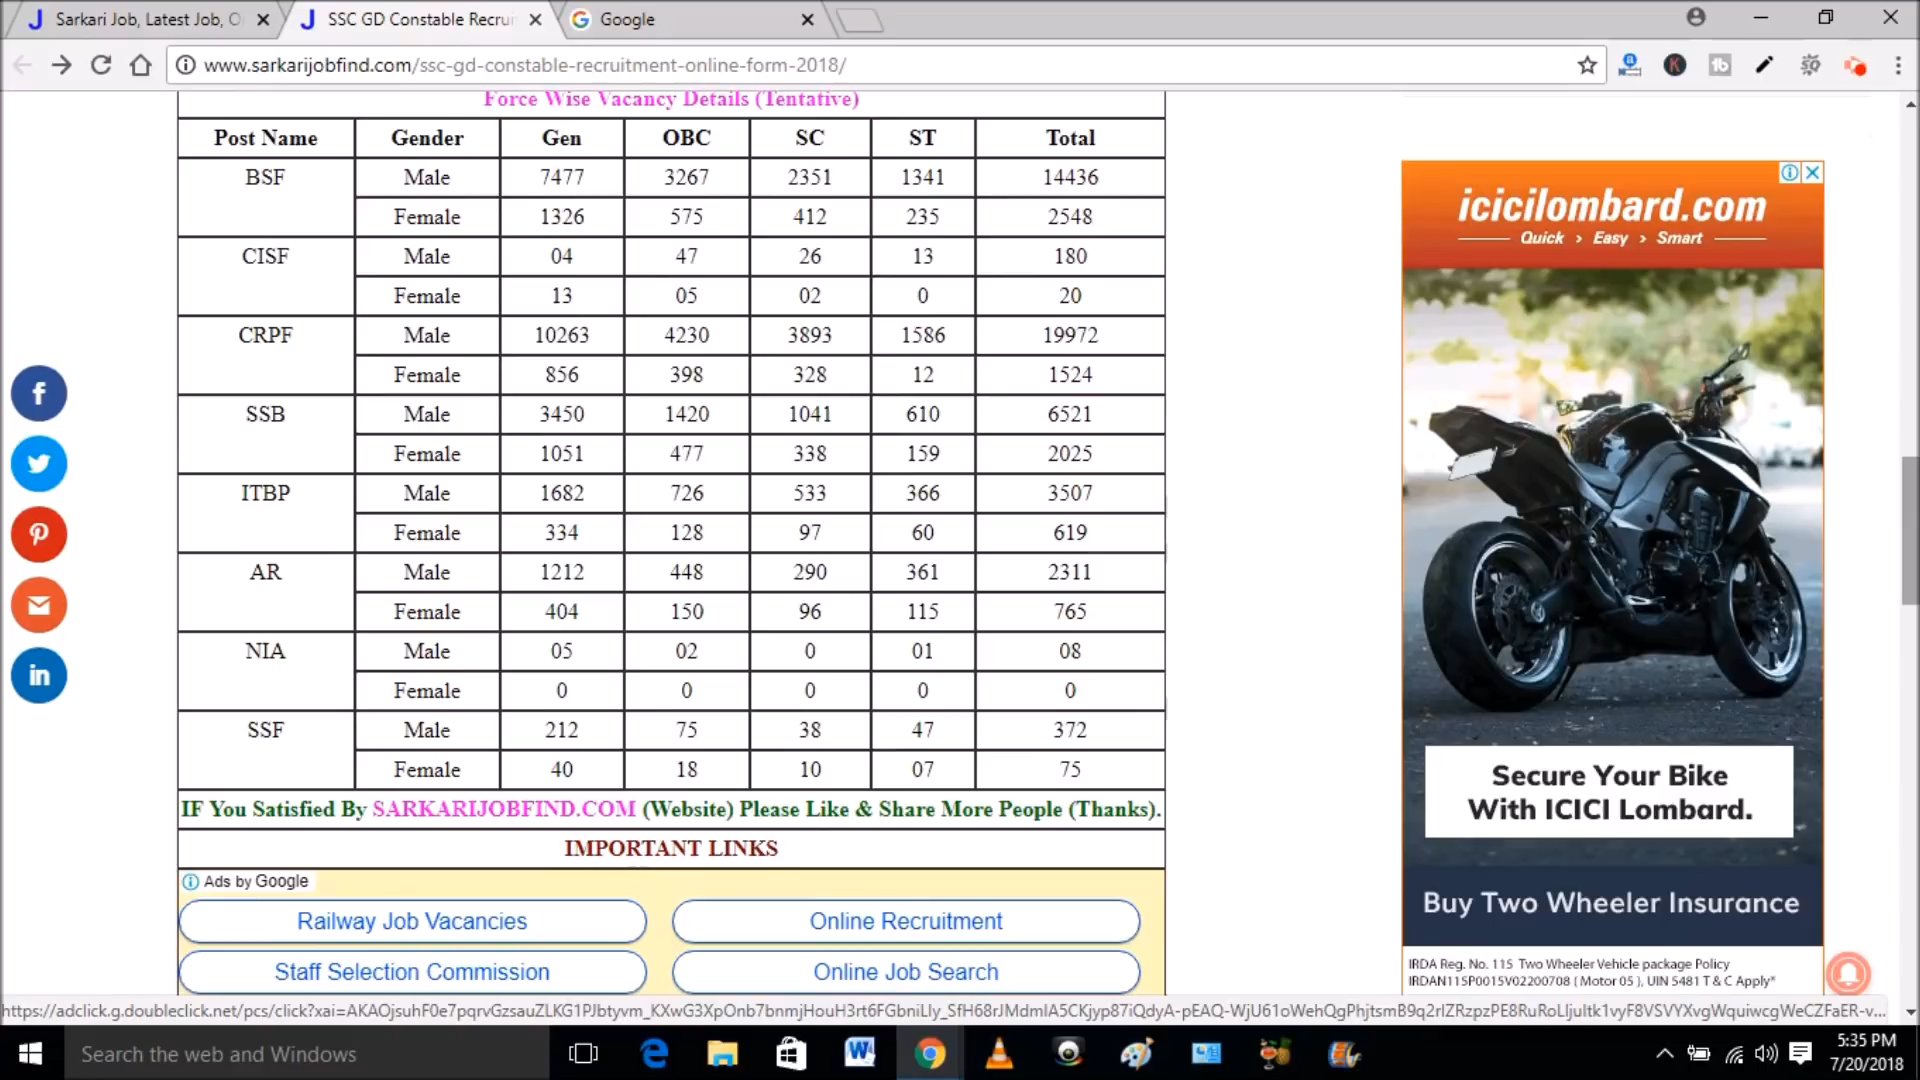 Sarkari Job, Latest Job, O
SSC GD Constable Recrui
Google
www.sarkarijobfind.com/ssc-gd-constable-recruitment-online-form-2018/
Force Wise Vacancy Details (Tentative)
Post Name Gender Gen OBC SC ST Total
BSF Male 7477 3267 2351 1341 14436
Female 1326 575 412 235 2548
CISF Male 04 47 26 13 180
Female 13 05 02 0 20
CRPF Male 10263 4230 3893 1586 19972
Female 856 398 328 12 1524
SSB Male 3450 1420 1041 610 6521
Female 1051 477 338 159 2025
ITBP Male 1682 726 533 366 3507
Female 334 128 97 60 619
AR Male 1212 448 290 361 2311
Female 404 150 96 115 765
NIA Male 05 02 0 01 08
Female 0 0 0 0 0
SSF Male 212 75 38 47 372
Female 40 18 10 07 75
IF You Satisfied By SARKARIJOBFIND.COM (Website) Please Like & Share More People (Thanks).
IMPORTANT LINKS
Ads by Google
Railway Job Vacancies
Online Recruitment
Staff Selection Commission
Online Job Search
icicilombard.com
Quick > Easy > Smart
Secure Your Bike
With ICICI Lombard.
Buy Two Wheeler Insurance
IRDA Reg. No. 115 Two Wheeler Vehicle package Policy
IRDAN115P0015V02200708 ( Motor 05 ), UIN 5481 T & C Apply*
Search the web and Windows
5:35 PM
7/20/2018